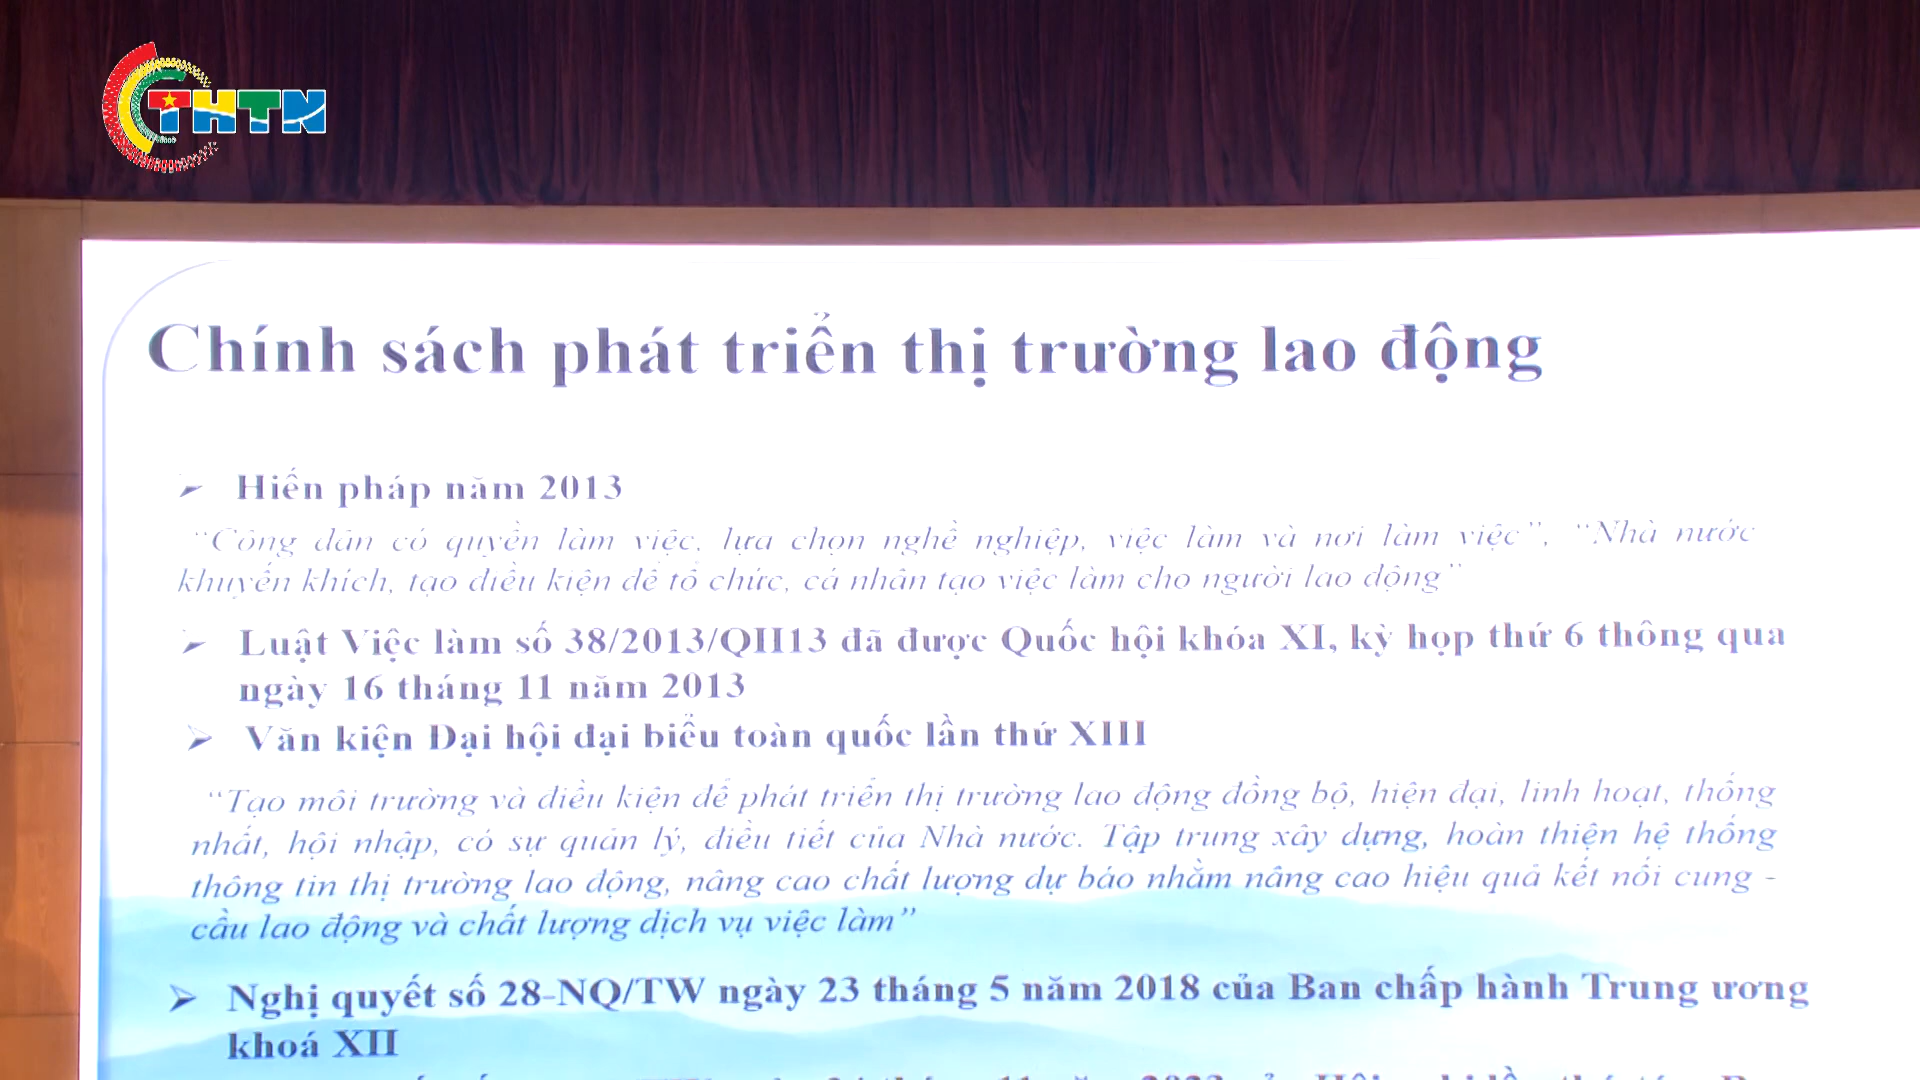 THTN
Chính sách phát triển thị trường lao động
Hiến pháp năm 2013
“Công dân có quyền làm việc, lựa chọn nghề nghiệp, việc làm và nơi làm việc”, “Nhà nước
khuyến khích, tạo điều kiện để tổ chức, cá nhân tạo việc làm cho người lao động”
Luật Việc làm số 38/2013/QH13 đã được Quốc hội khóa XI, kỳ họp thứ 6 thông qua
ngày 16 tháng 11 năm 2013
Văn kiện Đại hội đại biểu toàn quốc lần thứ XIII
“Tạo môi trường và điều kiện để phát triển thị trường lao động đồng bộ, hiện đại, linh hoạt, thống
nhất, hội nhập, có sự quản lý, điều tiết của Nhà nước. Tập trung xây dựng, hoàn thiện hệ thống
thông tin thị trường lao động, nâng cao chất lượng dự báo nhằm nâng cao hiệu quả kết nối cung -
cầu lao động và chất lượng dịch vụ việc làm”
Nghị quyết số 28-NQ/TW ngày 23 tháng 5 năm 2018 của Ban chấp hành Trung ương
khoá XII